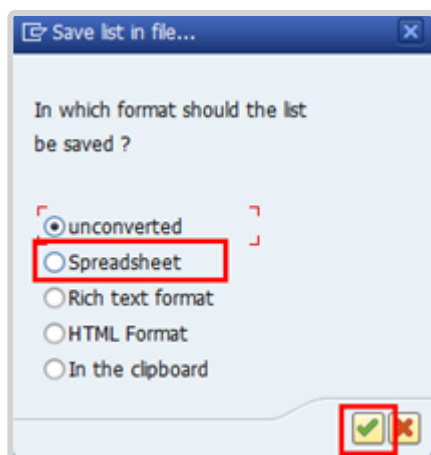 Save list in file...
In which format should the list
be saved ?
unconverted
Spreadsheet
Rich text format
HTML Format
In the clipboard